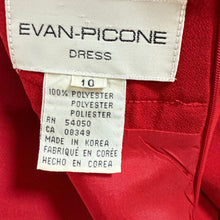 EVAN-PICONE
DRESS
10
100% POLYESTER
POLYESTER
POLIESTER
RN 54050
CA 08349
MADE IN KOREA
FABRIQUÉ EN CORÉE
HECHO EN COREA